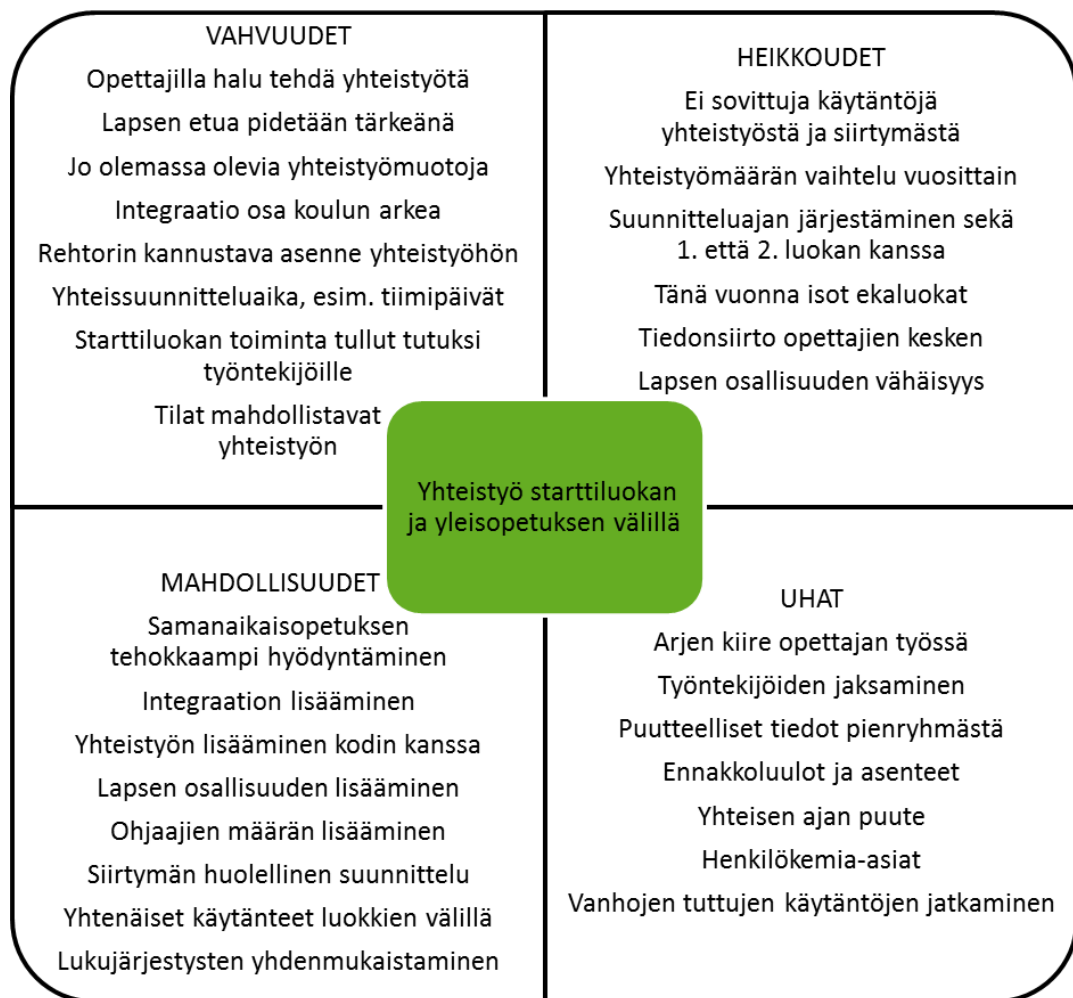 VAHVUUDET
Opettajilla halu tehdä yhteistyötä
Lapsen etua pidetään tärkeänä
Jo olemassa olevia yhteistyömuotoja
Integraatio osa koulun arkea
Rehtorin kannustava asenne yhteistyöhön
Yhteissuunnitteluaika, esim. tiimipäivät
Starttiluokan toiminta tullut tutuksi
työntekijöille
Tilat mahdollistavat
yhteistyön
HEIKKOUDET
Ei sovittuja käytäntöjä
yhteistyöstä ja siirtymästä
Yhteistyömäärän vaihtelu vuosittain
Suunnitteluajan järjestäminen sekä
1. että 2. luokan kanssa
Tänä vuonna isot ekaluokat
Tiedonsiirto opettajien kesken
Lapsen osallisuuden vähäisyys
Yhteistyö starttiluokan
ja yleisopetuksen välillä
MAHDOLLISUUDET
Samanaikaisopetuksen
tehokkaampi hyödyntäminen
Integraation lisääminen
Yhteistyön lisääminen kodin kanssa
Lapsen osallisuuden lisääminen
Ohjaajien määrän lisääminen
Siirtymän huolellinen suunnittelu
Yhtenäiset käytänteet luokkien välillä
Lukujärjestysten yhdenmukaistaminen
UHAT
Arjen kiire opettajan työssä
Työntekijöiden jaksaminen
Puutteelliset tiedot pienryhmästä
Ennakkoluulot ja asenteet
Yhteisen ajan puute
Henkilökemia-asiat
Vanhojen tuttujen käytäntöjen jatkaminen